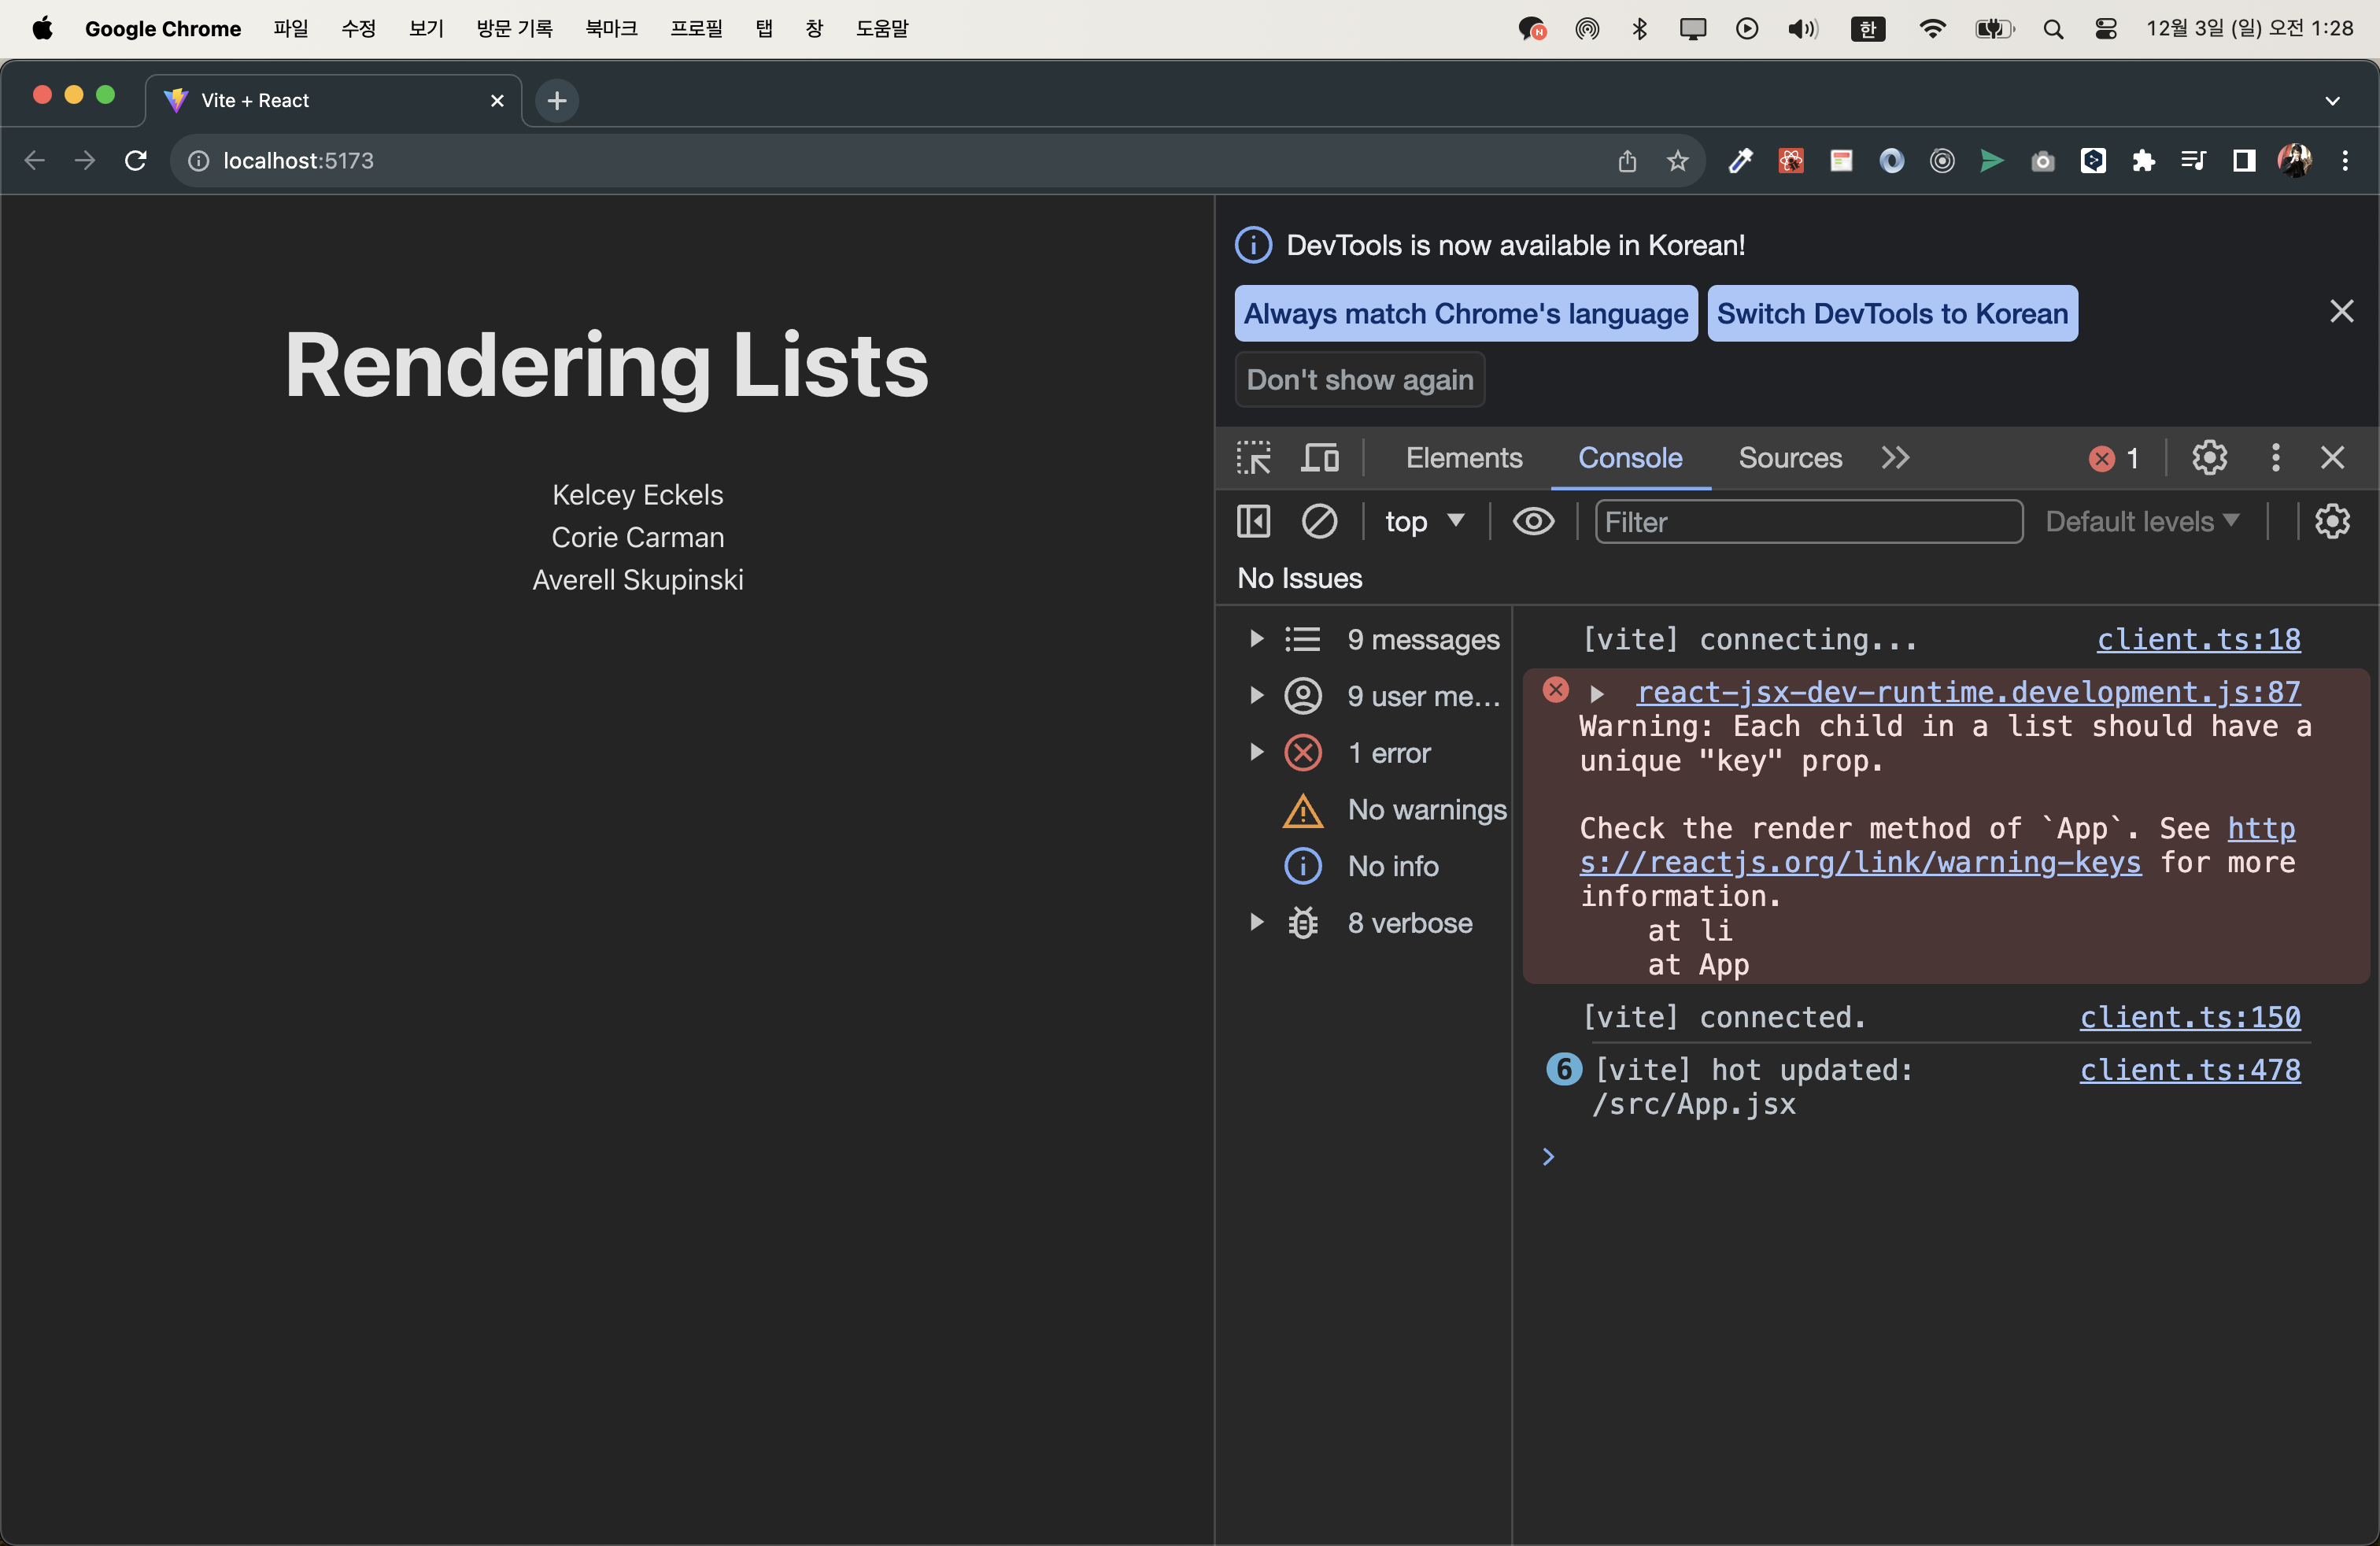 Google Chrome 파일 수정 보기 방문 기록 북마크 프로필 탭 창 도움말 한 12월 3일 (일) 오전 1:28
Vite + React
localhost:5173
Rendering Lists
Kelcey Eckels
Corie Carman
Averell Skupinski
DevTools is now available in Korean!
Always match Chrome's language Switch DevTools to Korean
Don't show again
Elements Console Sources 1
top Filter Default levels
No Issues
9 messages
9 user me…
1 error
No warnings
No info
8 verbose
[vite] connecting... client.ts:18
react-jsx-dev-runtime.development.js:87
Warning: Each child in a list should have a
unique "key" prop.
Check the render method of `App`. See http
s://reactjs.org/link/warning-keys for more
information.
at li
at App
[vite] connected. client.ts:150
6 [vite] hot updated: client.ts:478
/src/App.jsx